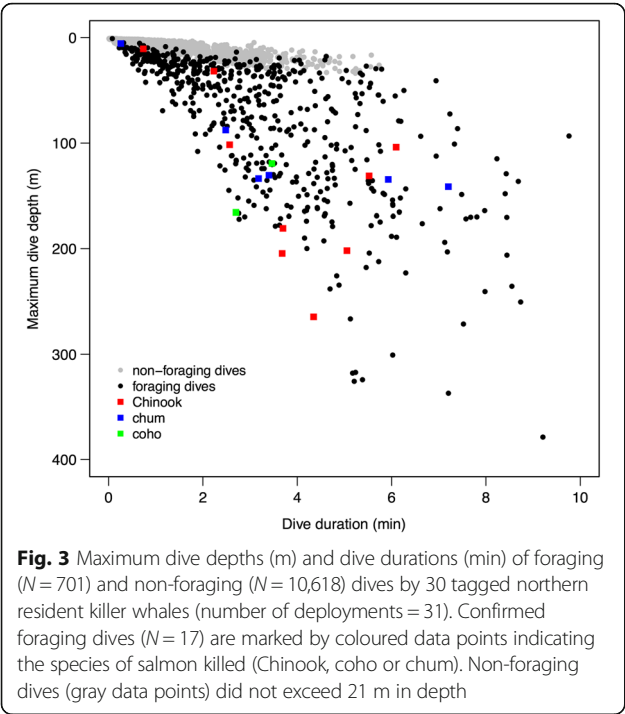 0
100
200
300
400
Maximum dive depth (m)
non−foraging dives
foraging dives
Chinook
chum
coho
0 2 4 6 8 10
Dive duration (min)
Fig. 3 Maximum dive depths (m) and dive durations (min) of foraging
(N = 701) and non-foraging (N = 10,618) dives by 30 tagged northern
resident killer whales (number of deployments = 31). Confirmed
foraging dives (N = 17) are marked by coloured data points indicating
the species of salmon killed (Chinook, coho or chum). Non-foraging
dives (gray data points) did not exceed 21 m in depth